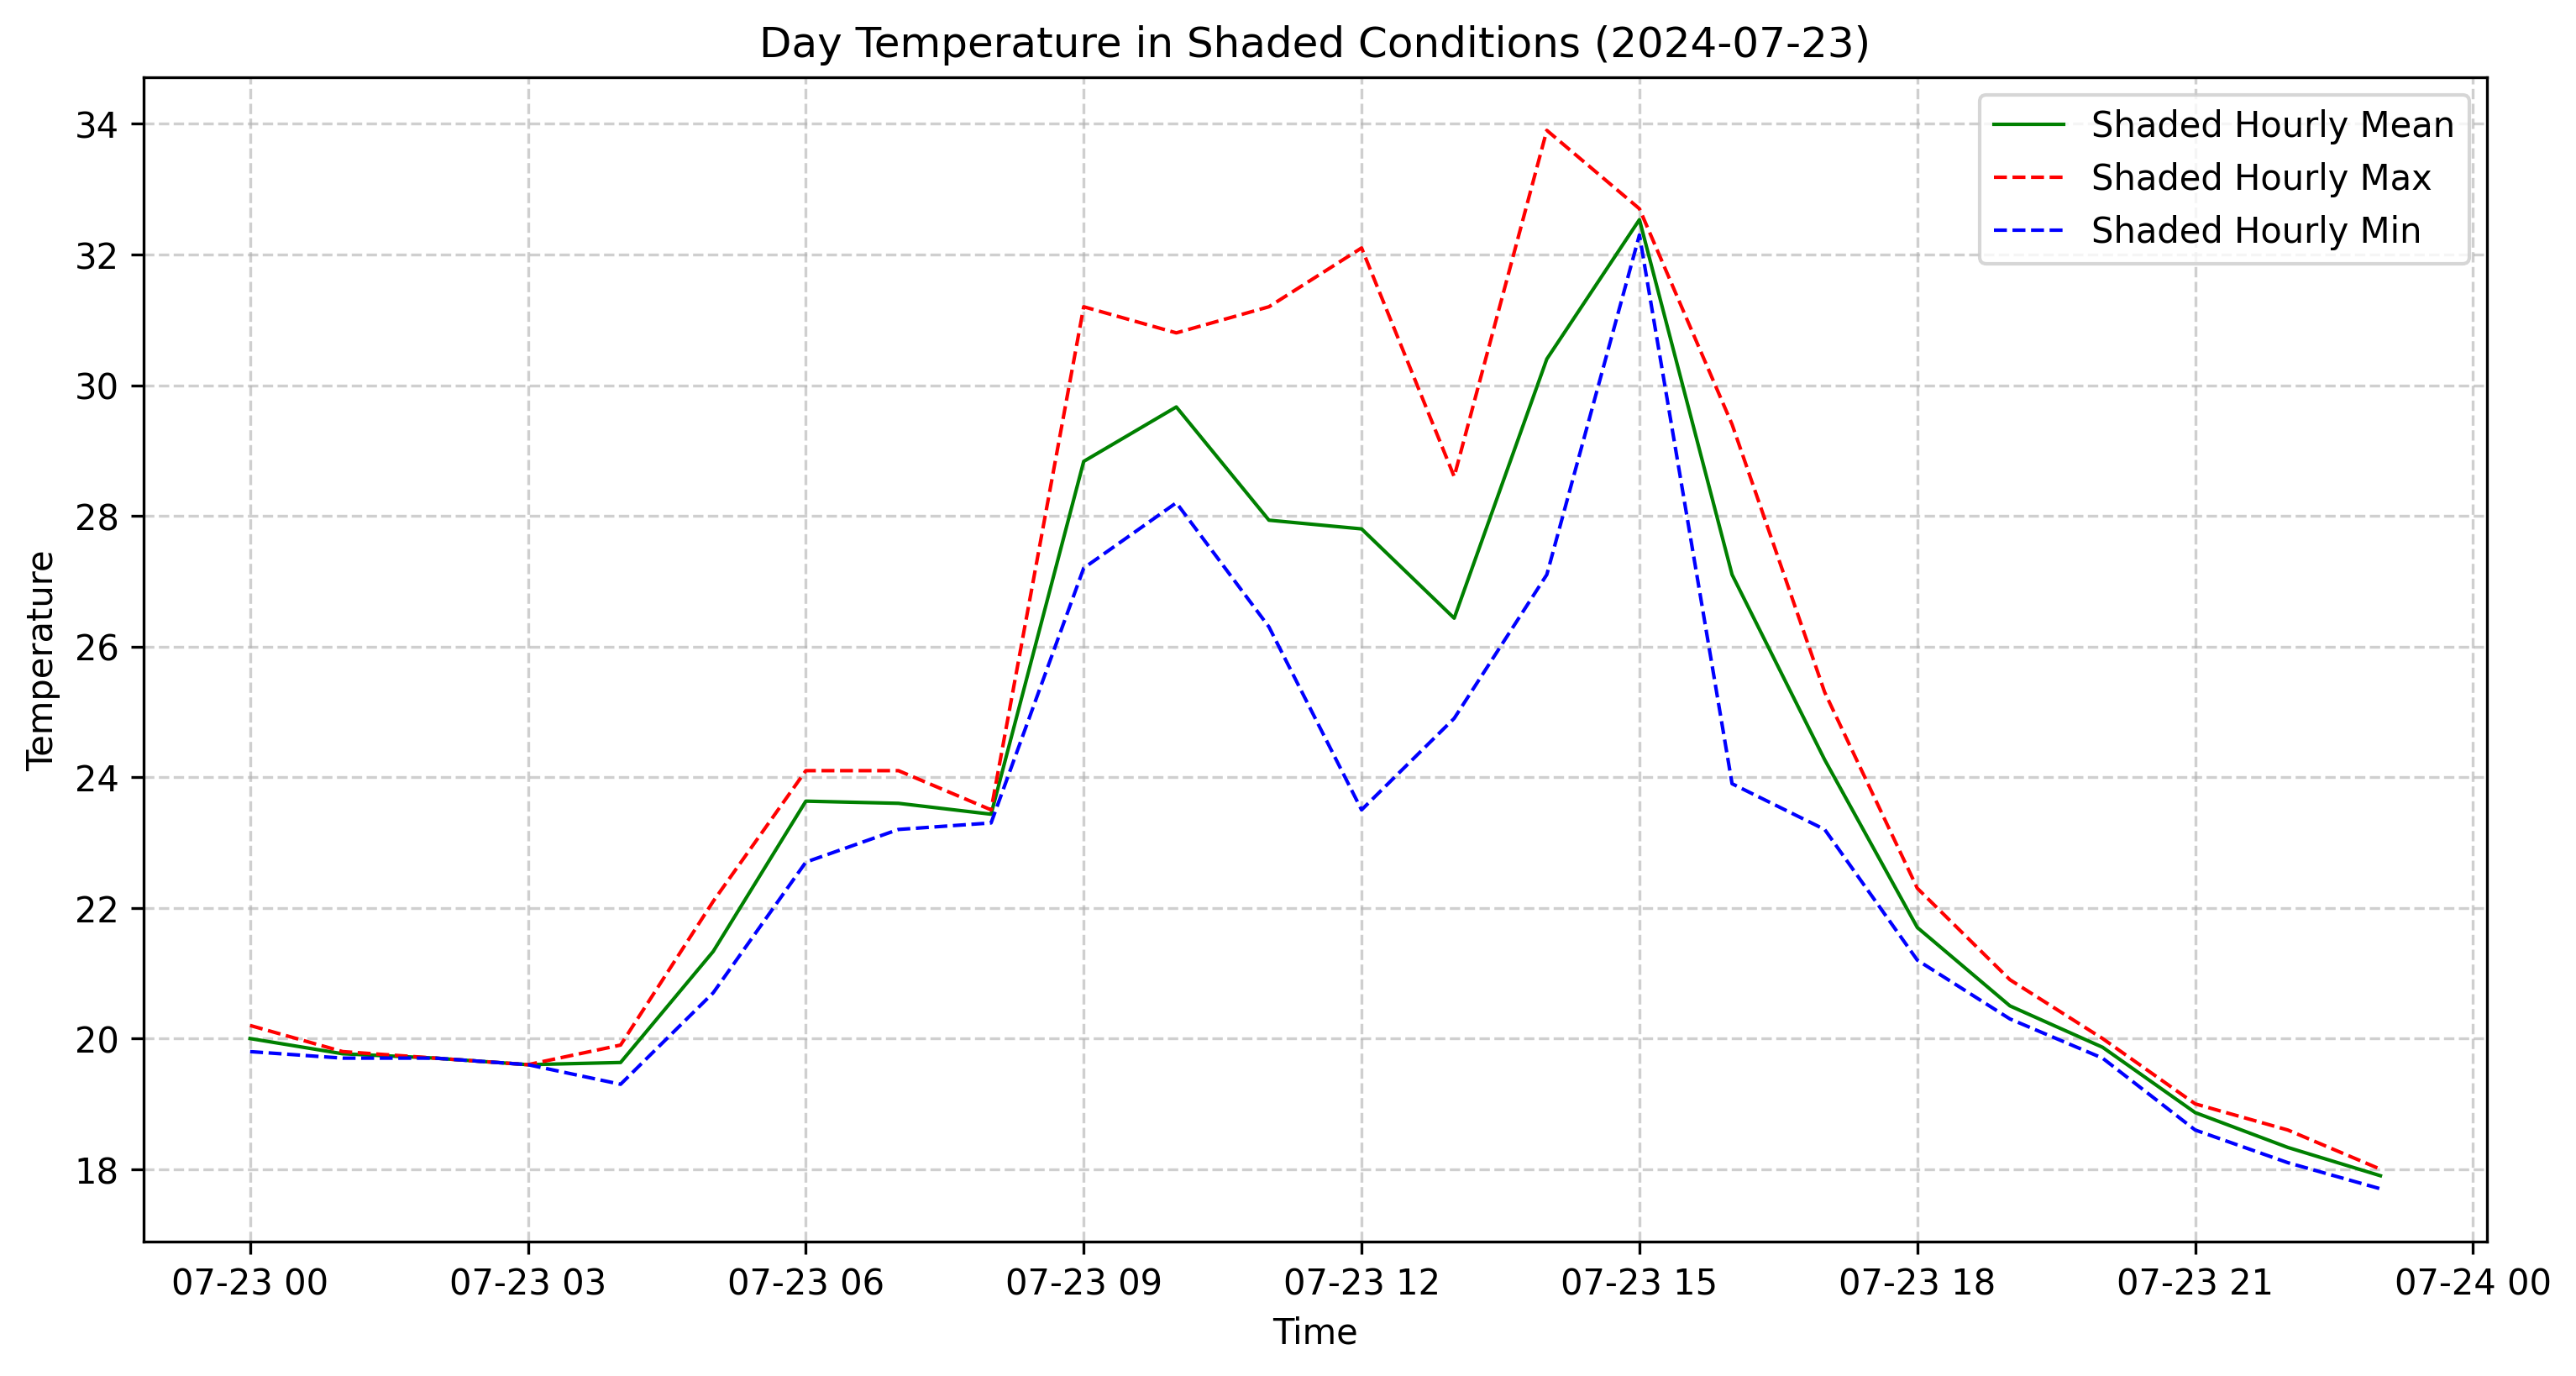 Day Temperature in Shaded Conditions (2024-07-23)
Shaded Hourly Mean
Shaded Hourly Max
Shaded Hourly Min
34
32
30
28
26
24
22
20
18
Temperature
07-23 00 07-23 03 07-23 06 07-23 09 07-23 12 07-23 15 07-23 18 07-23 21 07-24 00
Time